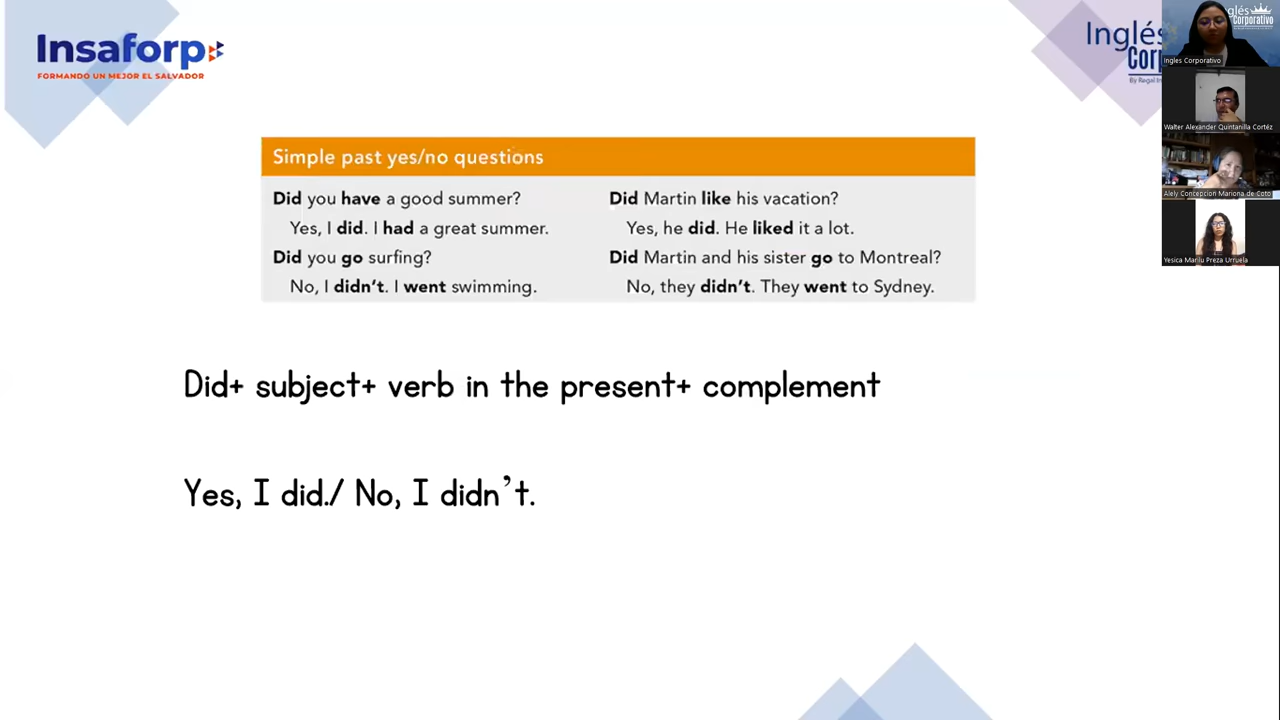 Insaforp
FORMANDO UN MEJOR EL SALVADOR
Inglés
Corp
Simple past yes/no questions
Did you have a good summer?
Yes, I did. I had a great summer.
Did you go surfing?
No, I didn't. I went swimming.
Did Martin like his vacation?
Yes, he did. He liked it a lot.
Did Martin and his sister go to Montreal?
No, they didn't. They went to Sydney.
Did+ subject+ verb in the present+ complement
Yes, I did./ No, I didn't.
Corporativo
Ingles Corporativo
Walter Alexander Quintanilla Cortéz
Alely Concepcion Mariona de Coto
Yesica Marilu Preza Urruela